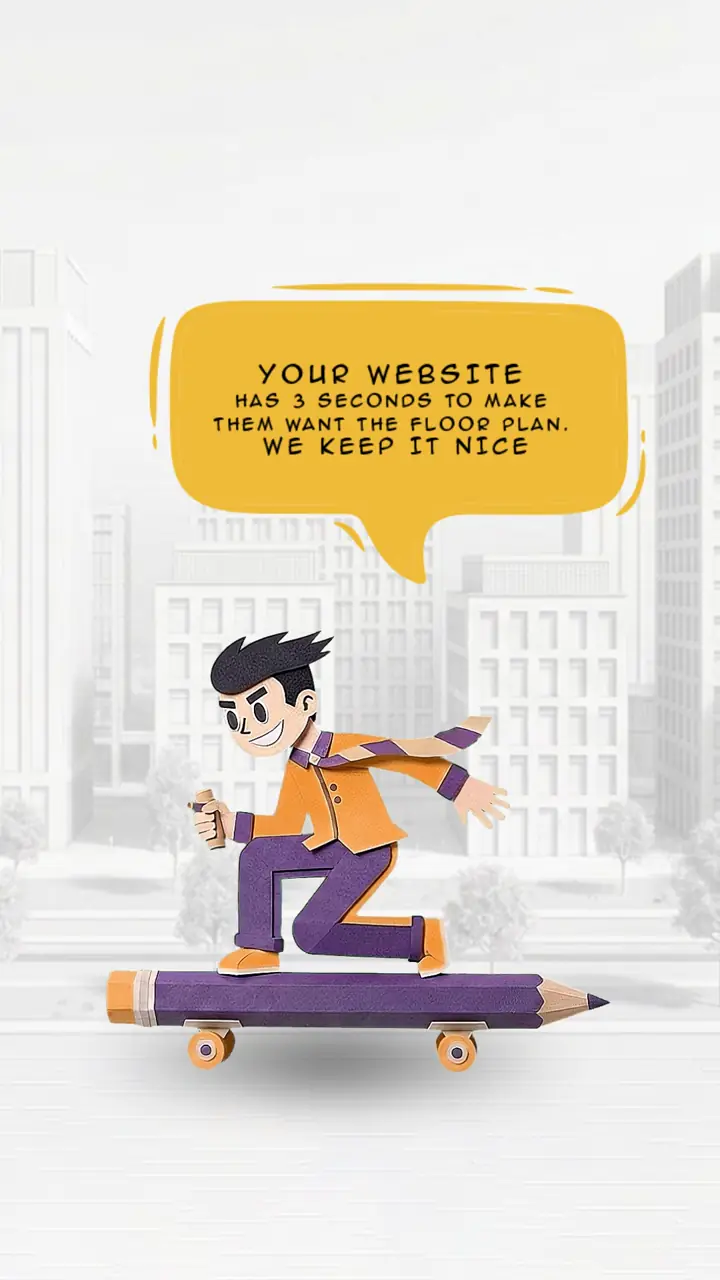 YOUR WEBSITE
HAS 3 SECONDS TO MAKE
THEM WANT THE FLOOR PLAN.
WE KEEP IT NICE